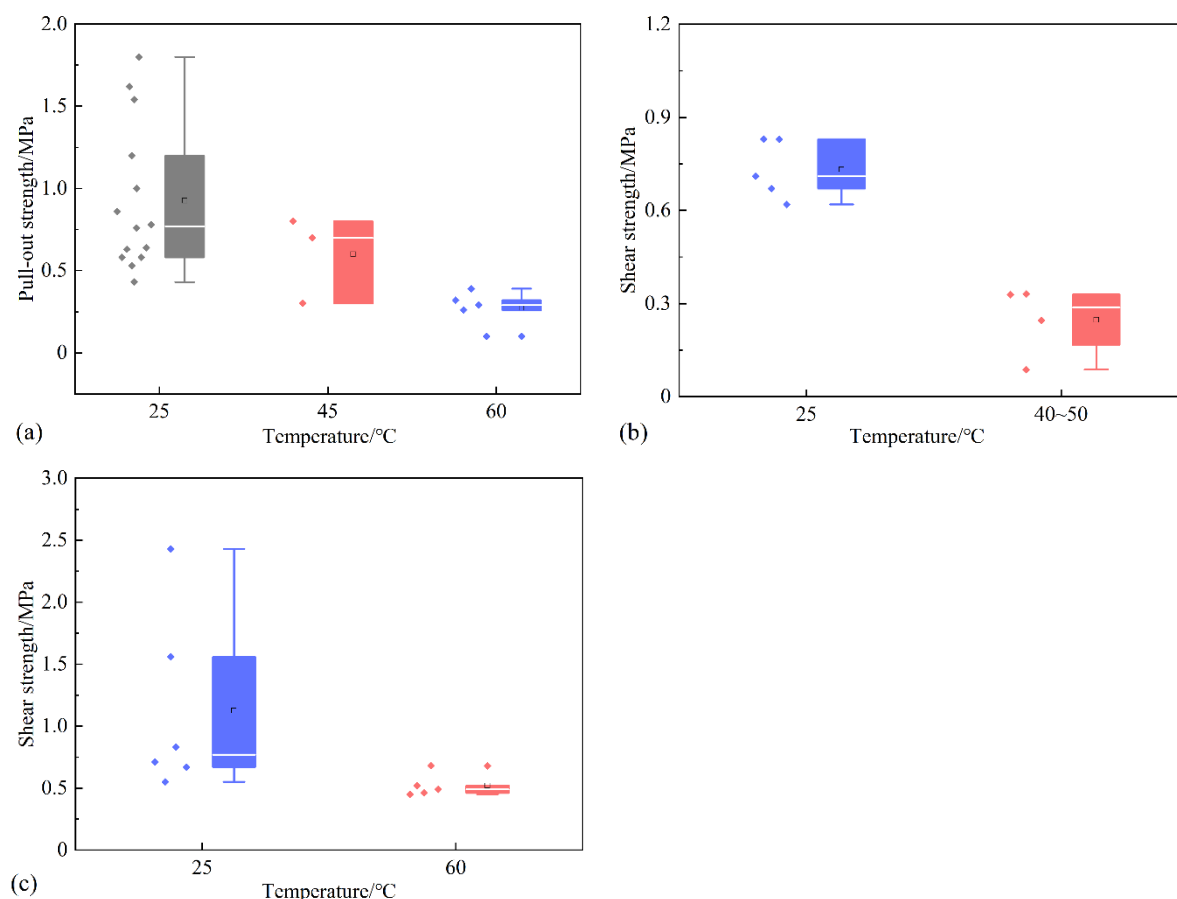 2.0
1.5
1.0
0.5
0
Pull-out strength/MPa
25 45 60
Temperature/°C
(a)
1.2
0.9
0.6
0.3
0
Shear strength/MPa
25 40~50
Temperature/°C
(b)
3.0
2.5
2.0
1.5
1.0
0.5
0
Shear strength/MPa
25 60
Temperature/°C
(c)